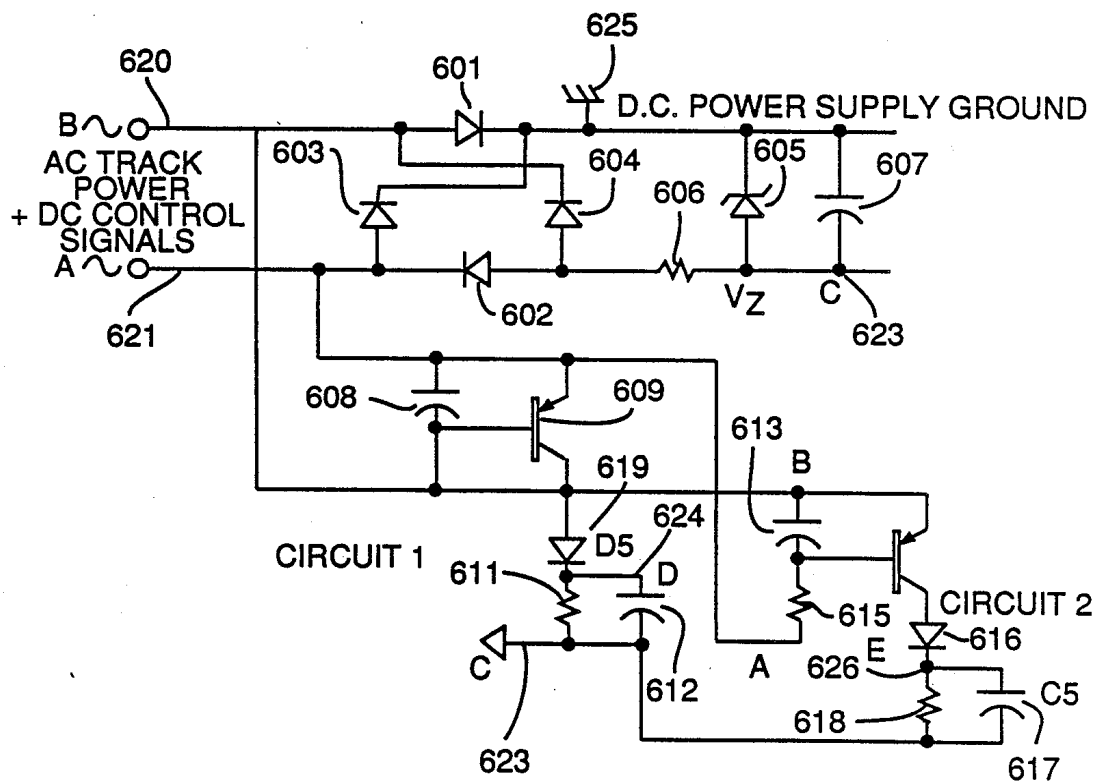 625
620
601
B
D.C. POWER SUPPLY GROUND
AC TRACK
POWER
+ DC CONTROL
SIGNALS
603
604
606
605
607
A
621
602
VZ
C
623
608
609
613
B
619
624
CIRCUIT 1
D5
D
611
615
CIRCUIT 2
616
C
623
612
A
E
626
618
C5
617